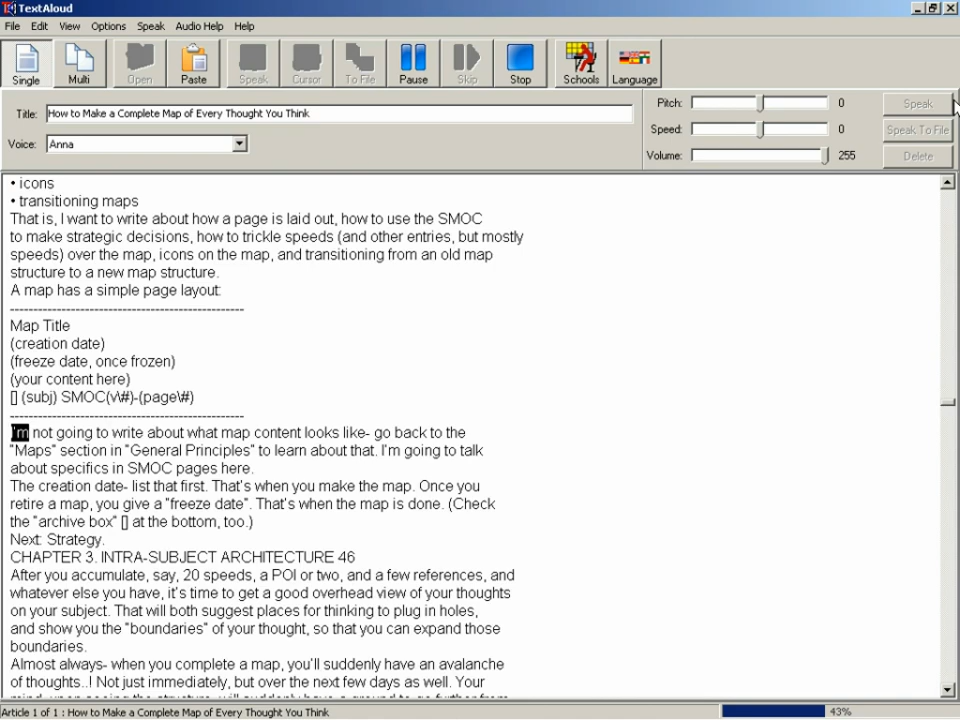 TextAloud
File Edit View Options Speak Audio Help Help
Single Multi Open Paste Speak Cursor To File Pause Skip Stop Schools Language
Title: How to Make a Complete Map of Every Thought You Think
Voice: Anna
Pitch: 0 Speak
Speed: 0 Speak To File
Volume: 255 Delete
• icons
• transitioning maps
That is, I want to write about how a page is laid out, how to use the SMOC
to make strategic decisions, how to trickle speeds (and other entries, but mostly
speeds) over the map, icons on the map, and transitioning from an old map
structure to a new map structure.
A map has a simple page layout:
--------------------------------------------------
Map Title
(creation date)
(freeze date, once frozen)
(your content here)
[] (subj) SMOC(v\#)-(page\#)
--------------------------------------------------
I'm not going to write about what map content looks like- go back to the
"Maps" section in "General Principles" to learn about that. I'm going to talk
about specifics in SMOC pages here.
The creation date- list that first. That's when you make the map. Once you
retire a map, you give a "freeze date". That's when the map is done. (Check
the "archive box" [] at the bottom, too.)
Next: Strategy.
CHAPTER 3. INTRA-SUBJECT ARCHITECTURE 46
After you accumulate, say, 20 speeds, a POI or two, and a few references, and
whatever else you have, it's time to get a good overhead view of your thoughts
on your subject. That will both suggest places for thinking to plug in holes,
and show you the "boundaries" of your thought, so that you can expand those
boundaries.
Almost always- when you complete a map, you'll suddenly have an avalanche
of thoughts..! Not just immediately, but over the next few days as well. Your
mind, upon seeing the structure, will suddenly have a ground to go further from
Article 1 of 1 : How to Make a Complete Map of Every Thought You Think 43%